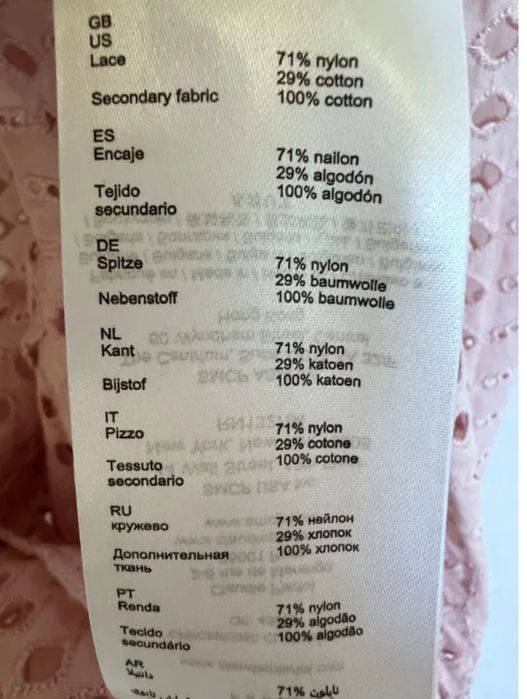 GB
US
Lace 71% nylon
29% cotton
Secondary fabric 100% cotton
ES
Encaje 71% nailon
29% algodón
Tejido 100% algodón
secundario
DE
Spitze 71% nylon
29% baumwolle
Nebenstoff 100% baumwolle
NL
Kant 71% nylon
29% katoen
Bijstof 100% katoen
IT
Pizzo 71% nylon
29% cotone
Tessuto 100% cotone
secondario
RU
кружево 71% нейлон
29% хлопок
Дополнительная 100% хлопок
ткань
PT
Renda 71% nylon
29% algodão
Tecido 100% algodão
secundário
AR
دانتيلا 71% نايلون